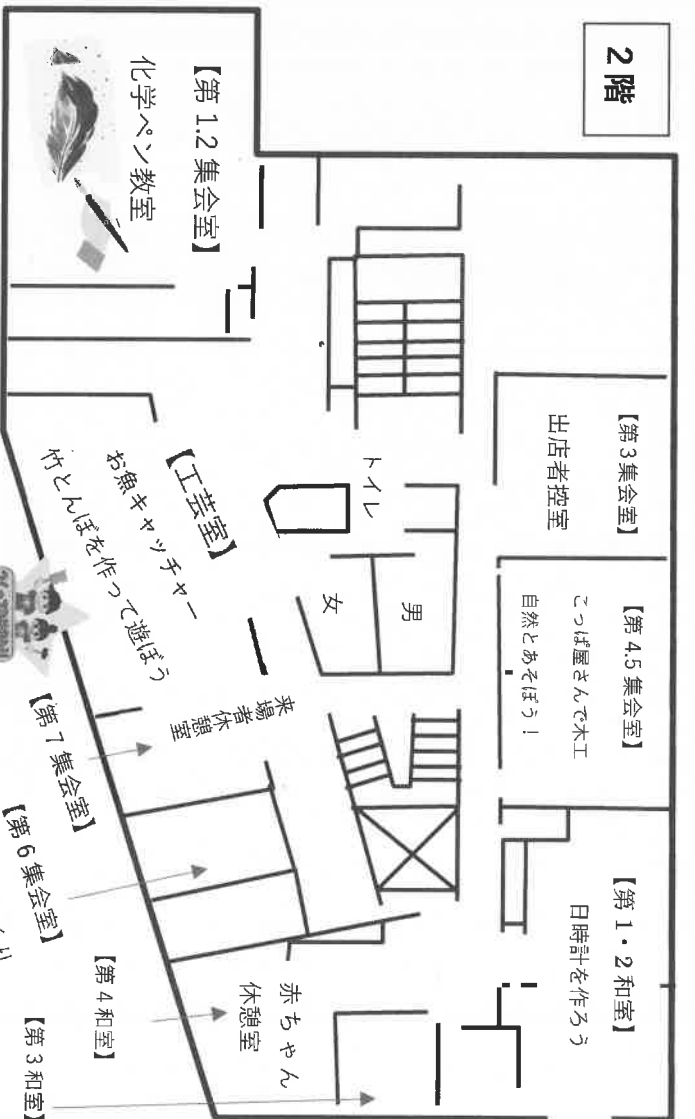 2階
【第1.2集会室】
化学ペン教室
【第3集会室】
出店者控室
【第4.5集会室】
こっぱ屋さんで木工
自然とあそぼう！
【第1・2和室】
日時計を作ろう
トイレ
男
女
【工芸室】
お魚キャッチャー
竹とんぼを作って遊ぼう
来場者休憩室
【第7集会室】
【第6集会室】
【第4和室】
赤ちゃん
休憩室
【第3和室】